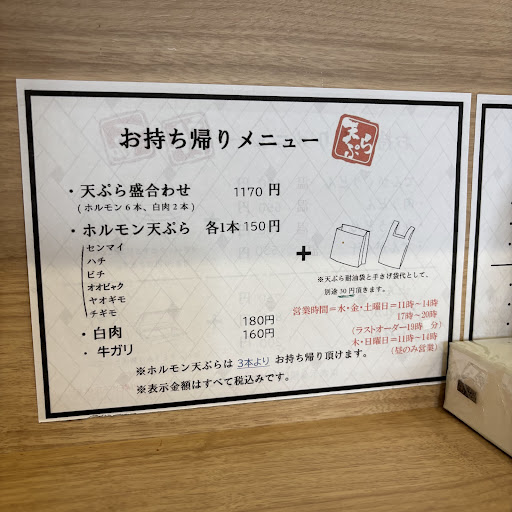 お持ち帰りメニュー
天ぷら
・天ぷら盛合わせ 1170 円
(ホルモン6本、白肉2本)
・ホルモン天ぷら 各1本 150円
センマイ
ハチ
ビチ
オオビャク
ヤオギモ
チギモ
+
※天ぷら耐油袋と手さげ袋代として、
別途 30 円頂きます。
・白肉 180円
・牛ガリ 160円
営業時間=水・金・土曜日=11時~14時
17時~20時
(ラストオーダー19時 分)
木・日曜日=11時~14時
(昼のみ営業)
※ホルモン天ぷらは 3本より お持ち帰り頂けます。
※表示金額はすべて税込みです。